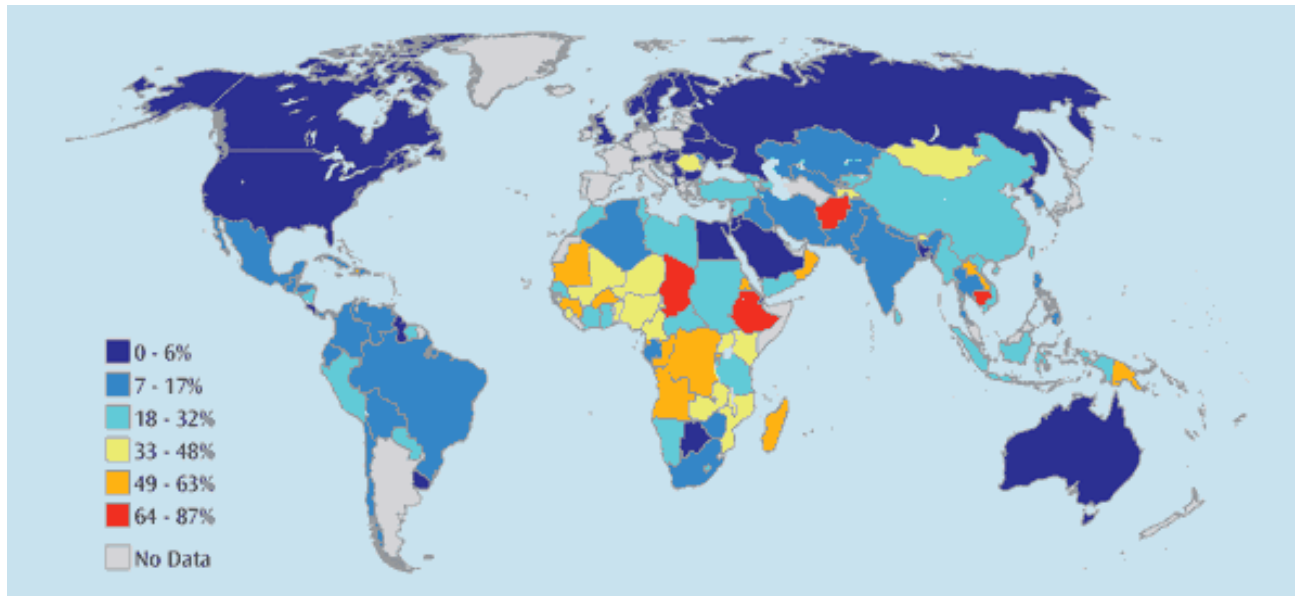 0 - 6%
7 - 17%
18 - 32%
33 - 48%
49 - 63%
64 - 87%
No Data